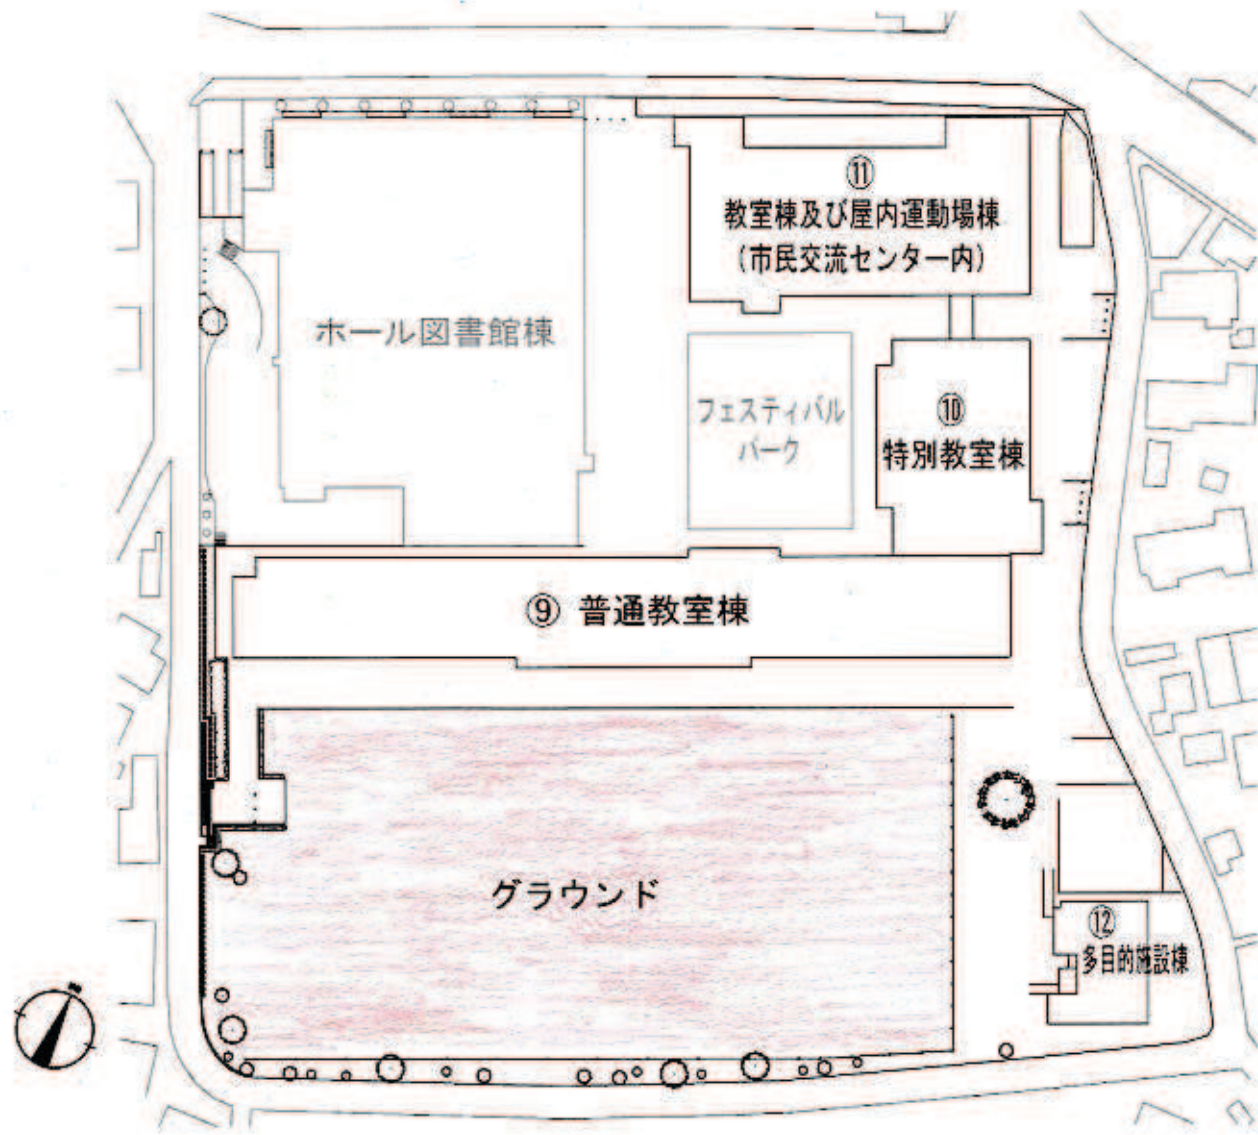 ⑪
教室棟及び屋内運動場棟
(市民交流センター内)
ホール図書館棟
フェスティバル
パーク
⑩
特別教室棟
⑨ 普通教室棟
グラウンド
⑫
多目的施設棟